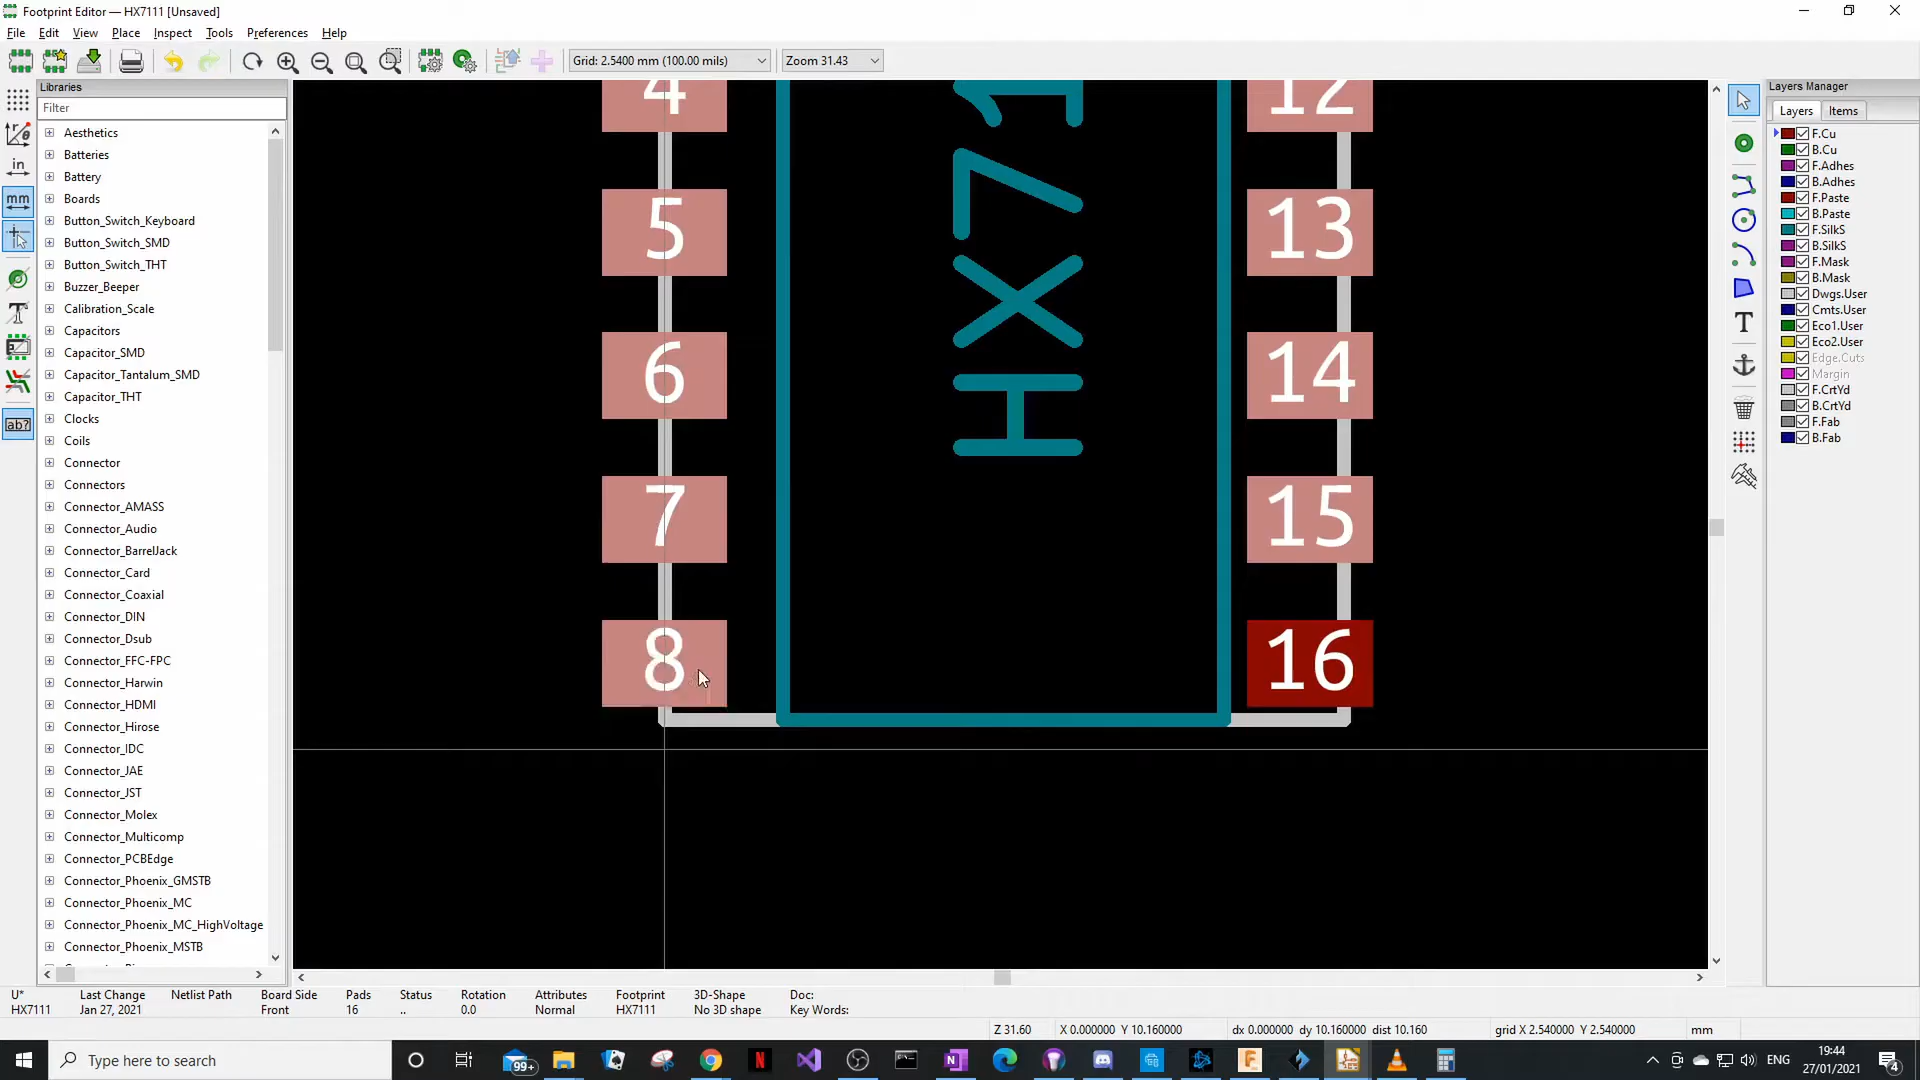 Footprint Editor — HX7111 [Unsaved]
File Edit View Place Inspect Tools Preferences Help
Grid: 2.5400 mm (100.00 mils) Zoom 31.43
Libraries
Filter
Aesthetics
Batteries
Battery
Boards
Button_Switch_Keyboard
Button_Switch_SMD
Button_Switch_THT
Buzzer_Beeper
Calibration_Scale
Capacitors
Capacitor_SMD
Capacitor_Tantalum_SMD
Capacitor_THT
Clocks
Coils
Connector
Connectors
Connector_AMASS
Connector_Audio
Connector_BarrelJack
Connector_Card
Connector_Coaxial
Connector_DIN
Connector_Dsub
Connector_FFC-FPC
Connector_Harwin
Connector_HDMI
Connector_Hirose
Connector_IDC
Connector_JAE
Connector_JST
Connector_Molex
Connector_Multicomp
Connector_PCBEdge
Connector_Phoenix_GMSTB
Connector_Phoenix_MC
Connector_Phoenix_MC_HighVoltage
Connector_Phoenix_MSTB
in
mm
ab?
4
5
6
7
8
HX71
12
13
14
15
16
Layers Manager
Layers Items
F.Cu
B.Cu
F.Adhes
B.Adhes
F.Paste
B.Paste
F.SilkS
B.SilkS
F.Mask
B.Mask
Dwgs.User
Cmts.User
Eco1.User
Eco2.User
Edge.Cuts
Margin
F.CrtYd
B.CrtYd
F.Fab
B.Fab
U* Last Change Netlist Path Board Side Pads Status Rotation Attributes Footprint 3D-Shape Doc:
HX7111 Jan 27, 2021 Front 16 .. 0.0 Normal HX7111 No 3D shape Key Words:
Z 31.60 X 0.000000 Y 10.160000 dx 0.000000 dy 10.160000 dist 10.160 grid X 2.540000 Y 2.540000 mm
Type here to search
99+
ENG
19:44
27/01/2021
4